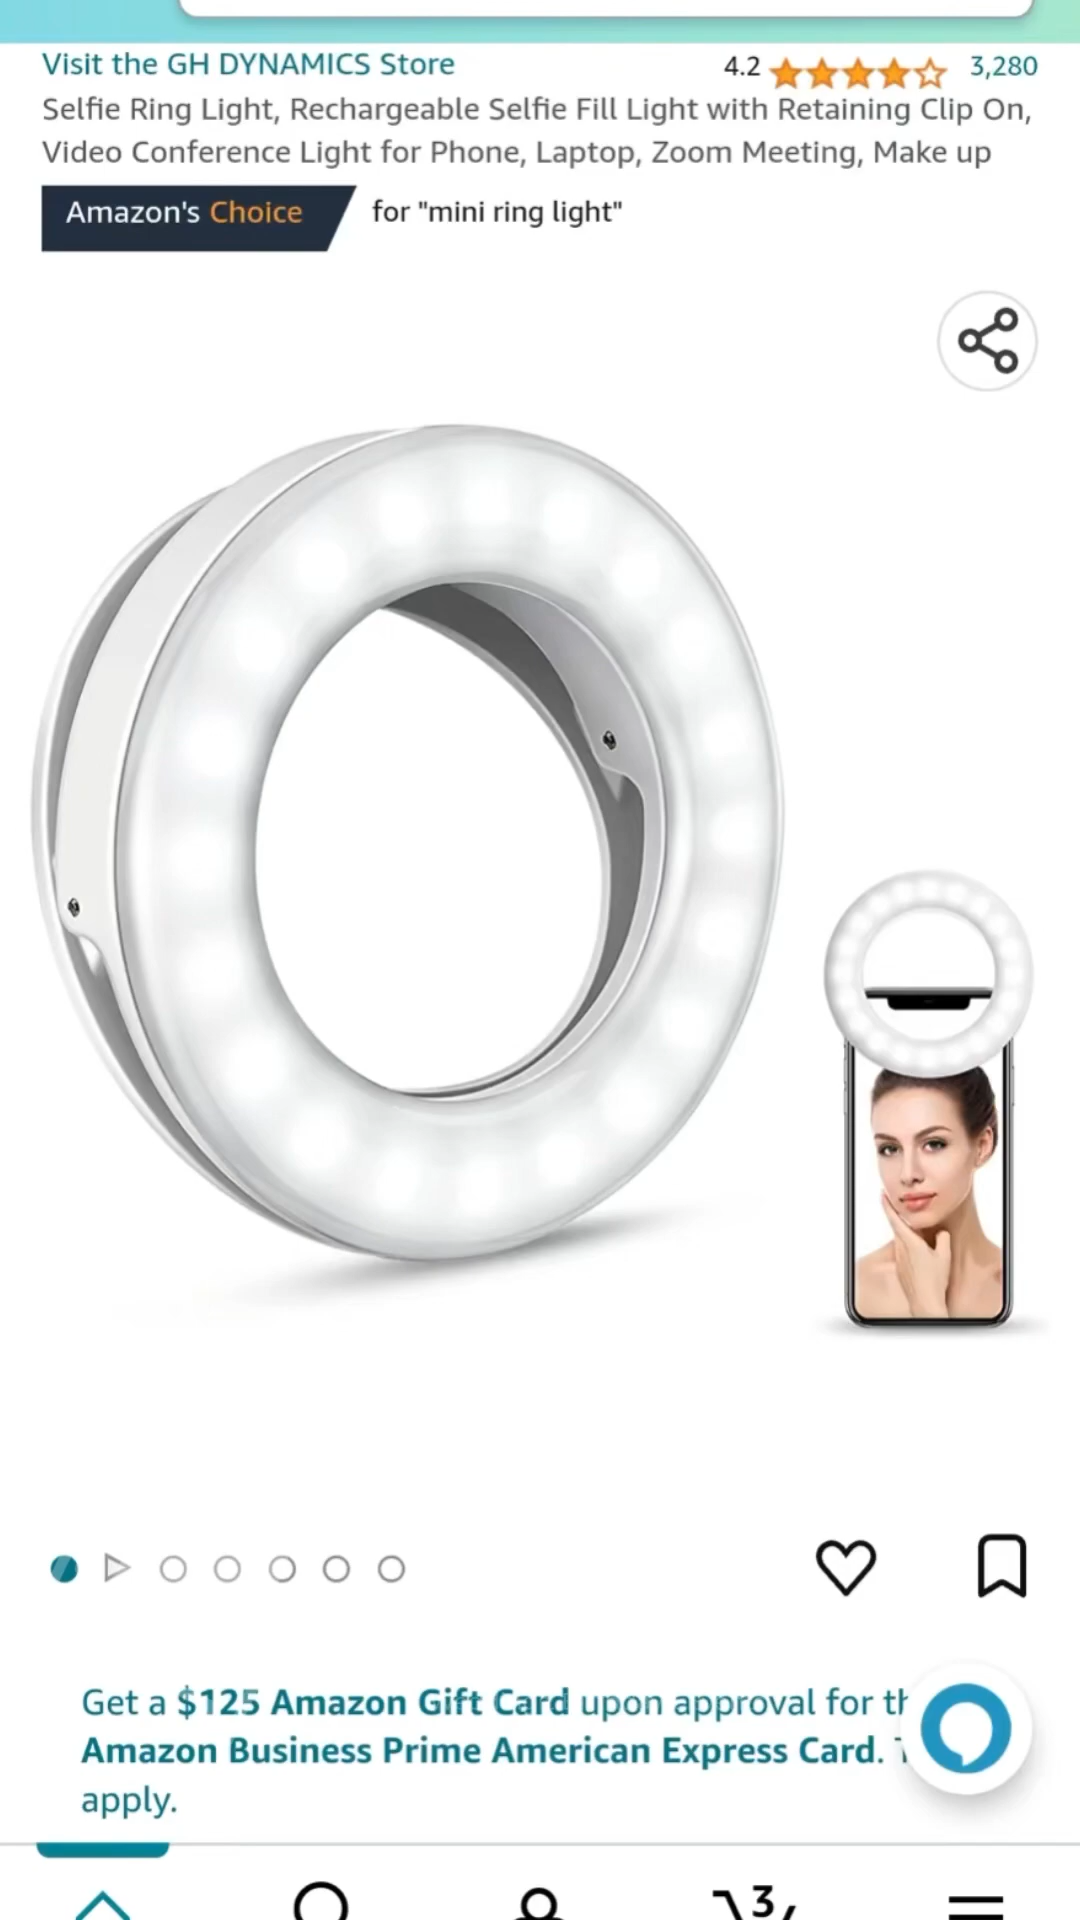 Visit the GH DYNAMICS Store 4.2 3,280
Selfie Ring Light, Rechargeable Selfie Fill Light with Retaining Clip On,
Video Conference Light for Phone, Laptop, Zoom Meeting, Make up
Amazon's Choice for "mini ring light"
Get a $125 Amazon Gift Card upon approval for
Amazon Business Prime American Express Card.
apply.
3